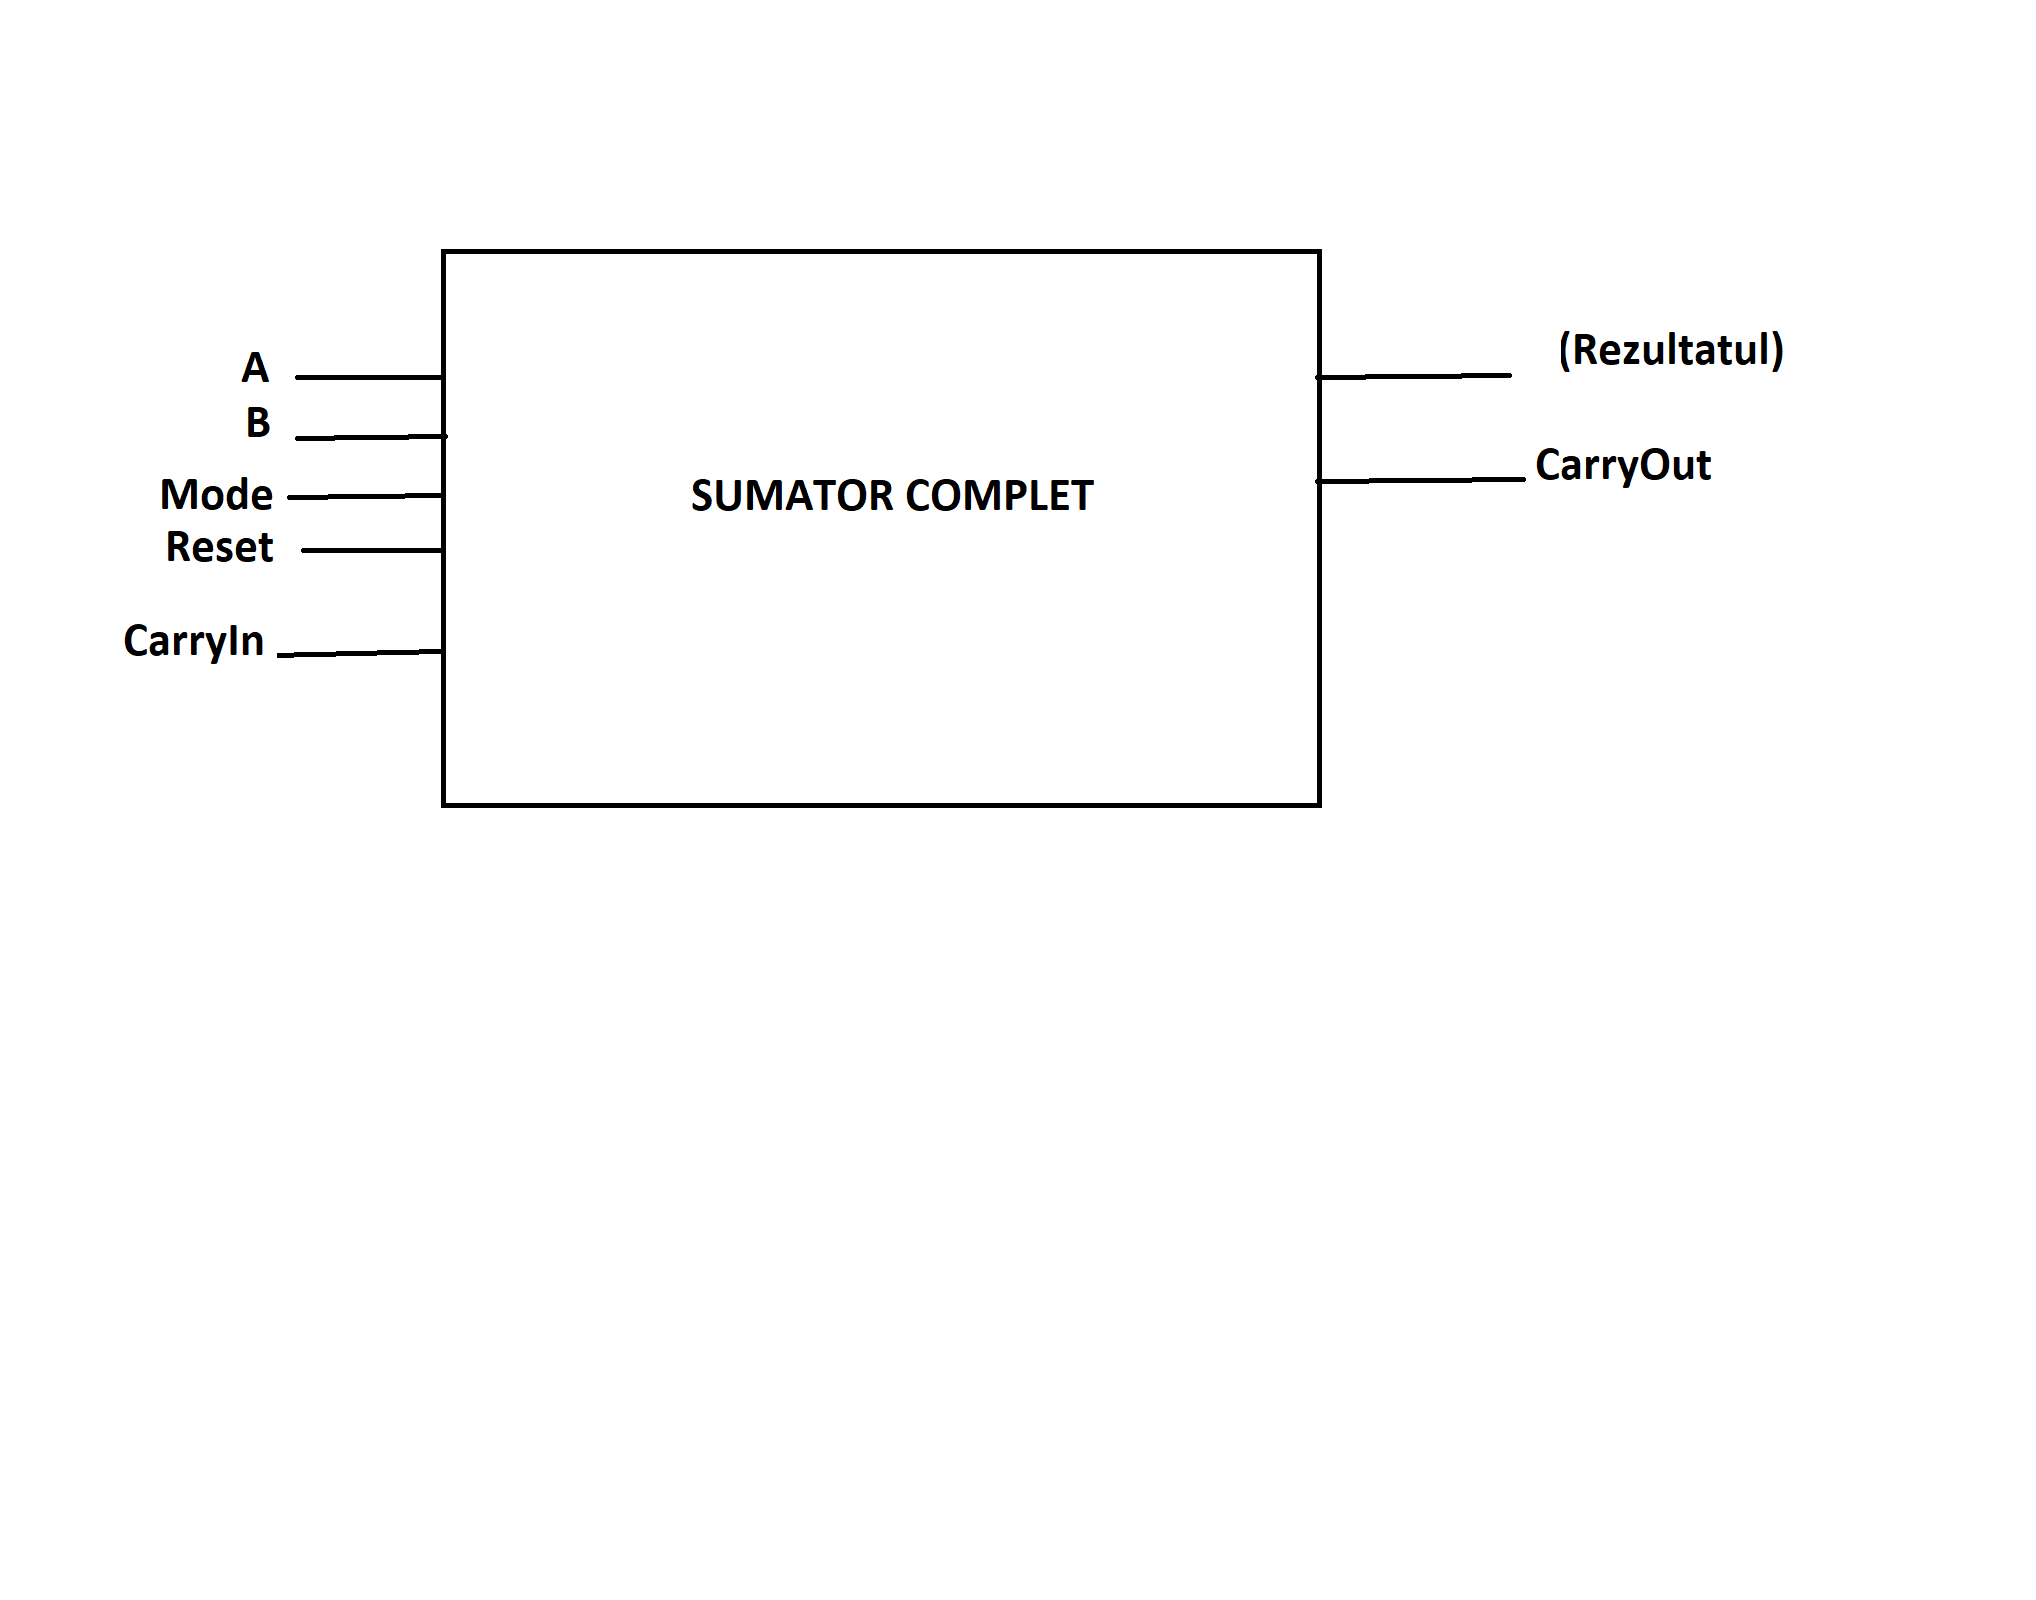 A
B
Mode
Reset
CarryIn
SUMATOR COMPLET
(Rezultatul)
CarryOut